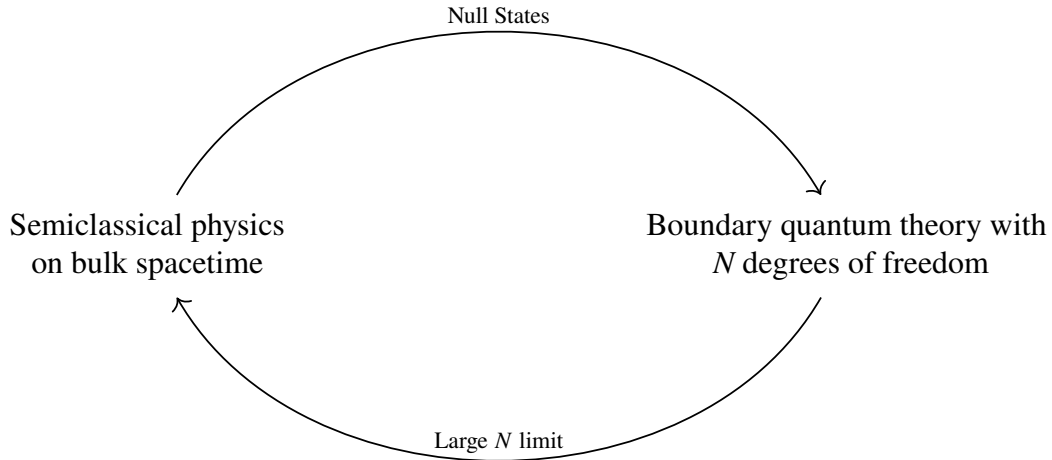 Null States
Semiclassical physics
on bulk spacetime
Boundary quantum theory with
N degrees of freedom
Large N limit